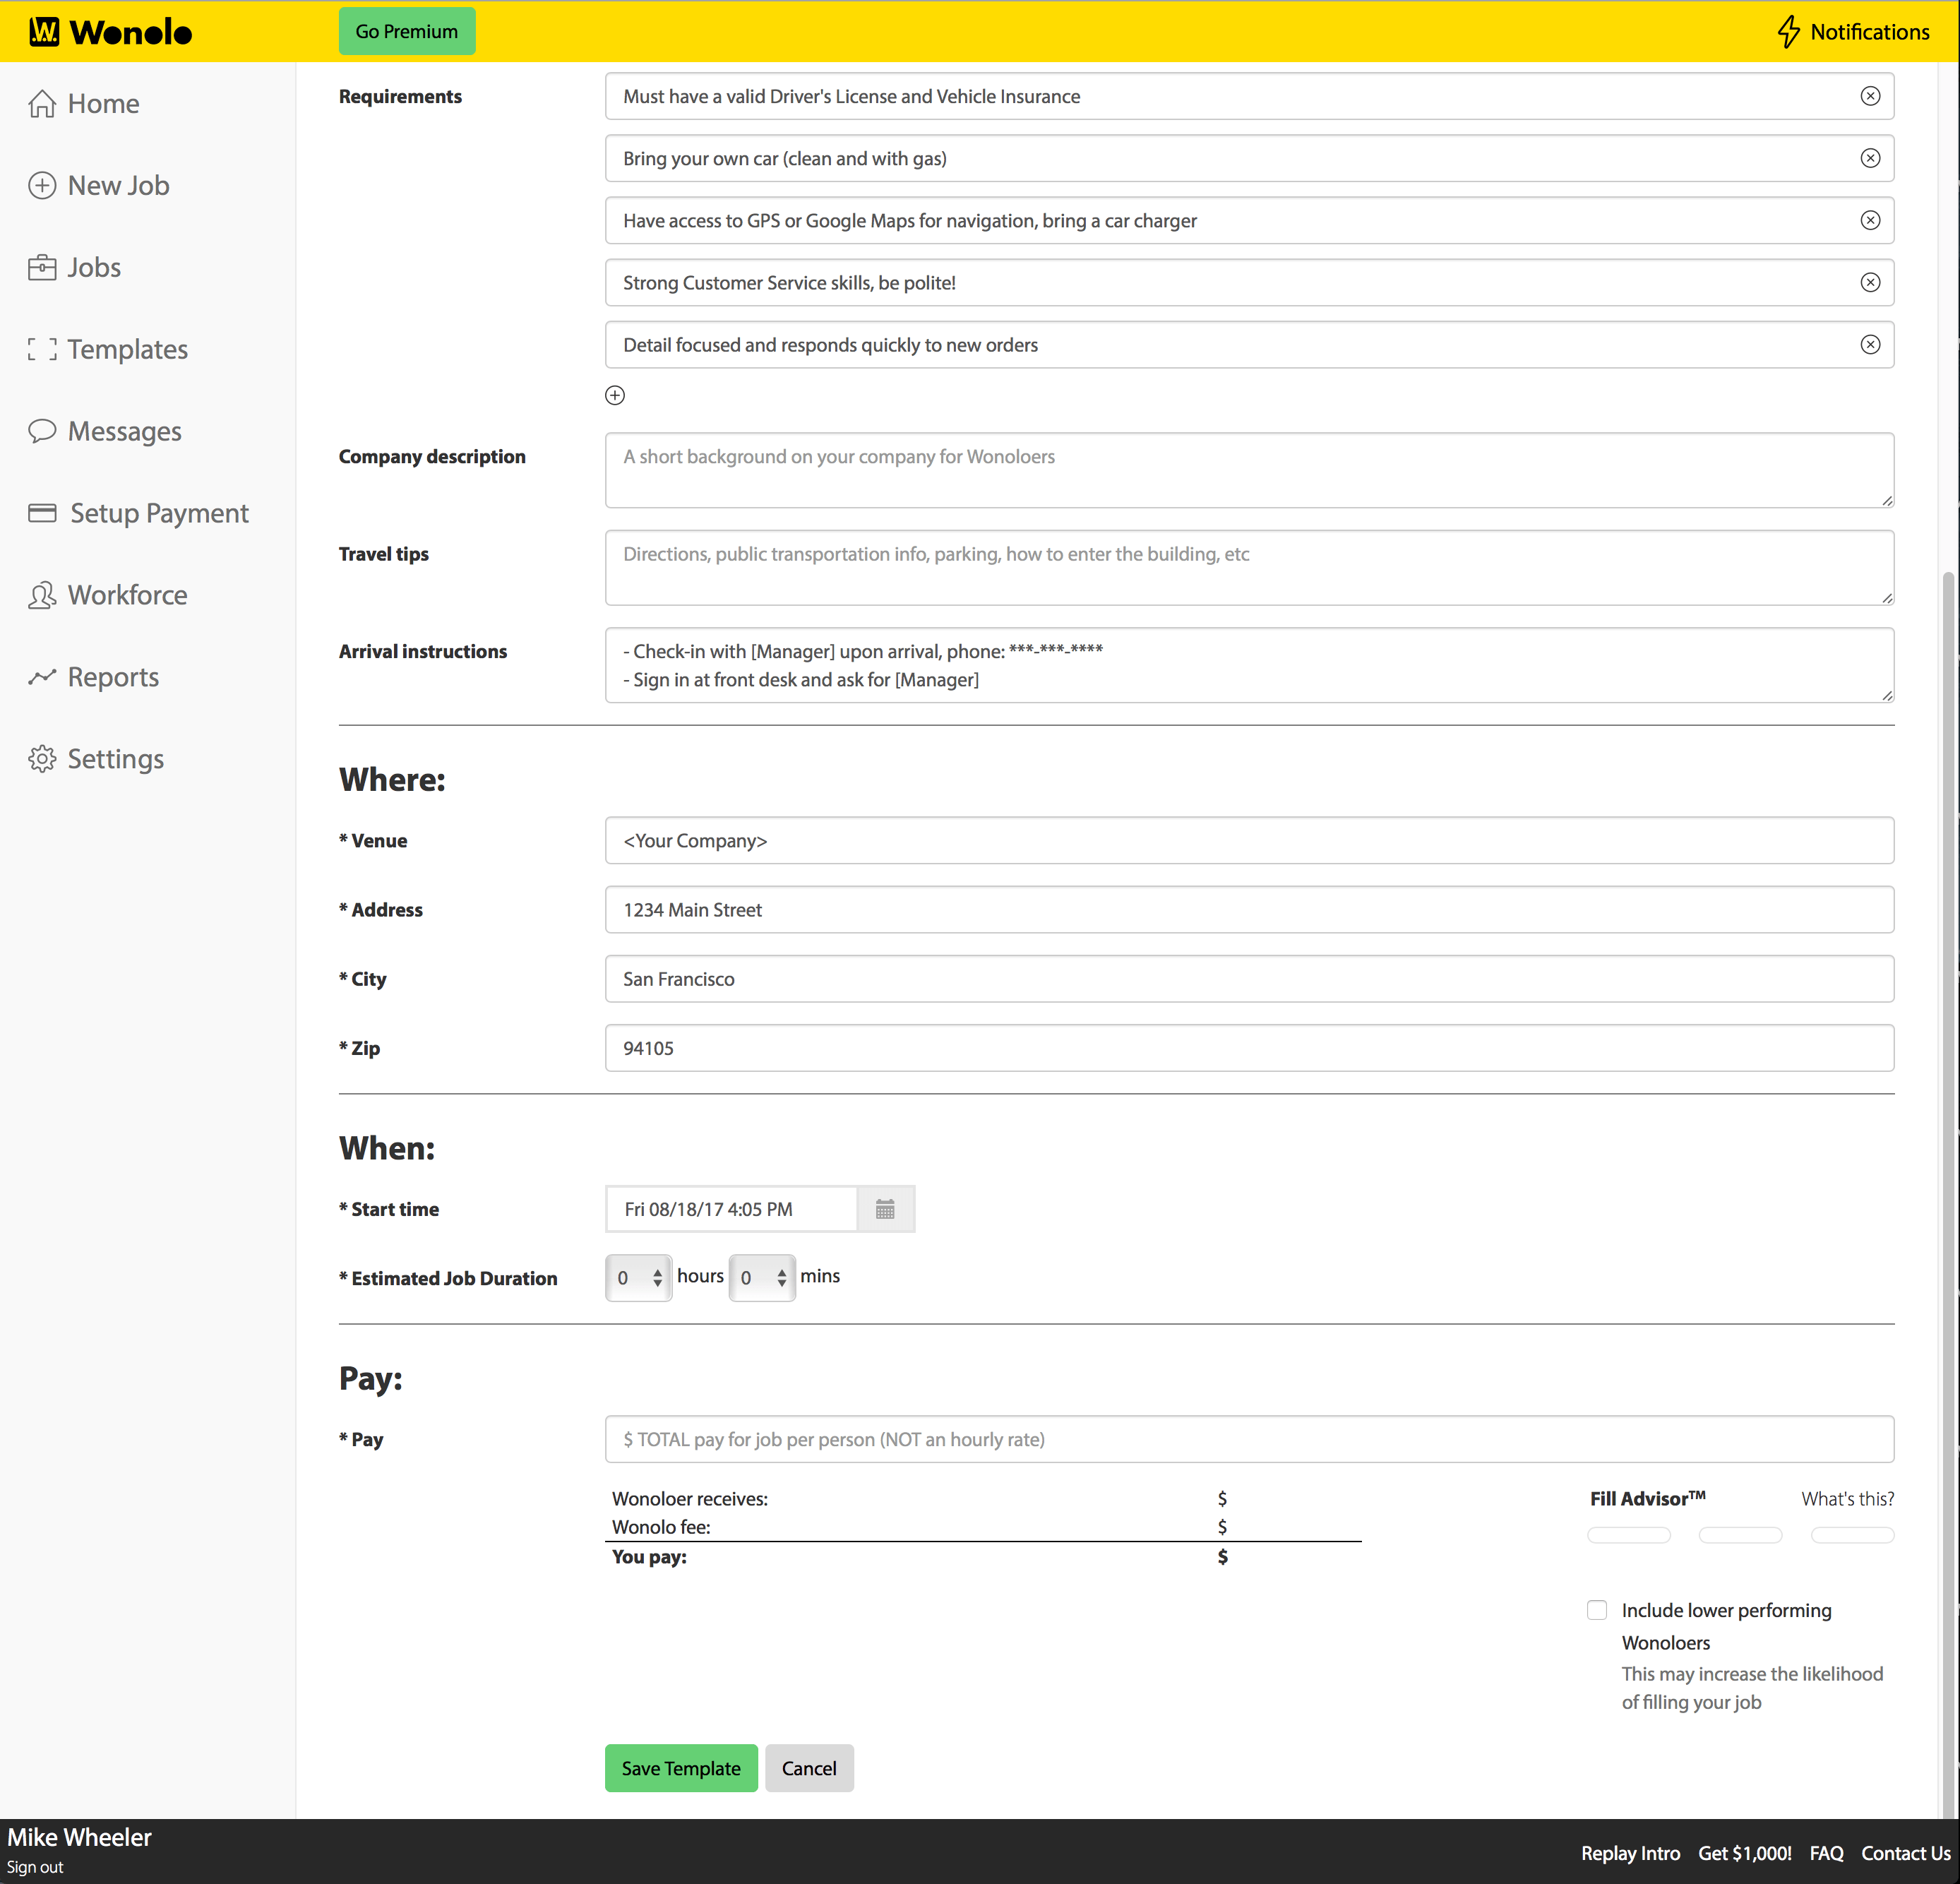 W. Wonolo
Go Premium
Notifications
Home
New Job
Jobs
Templates
Messages
Setup Payment
Workforce
Reports
Settings
Requirements
Must have a valid Driver's License and Vehicle Insurance
Bring your own car (clean and with gas)
Have access to GPS or Google Maps for navigation, bring a car charger
Strong Customer Service skills, be polite!
Detail focused and responds quickly to new orders
Company description
A short background on your company for Wonoloers
Travel tips
Directions, public transportation info, parking, how to enter the building, etc
Arrival instructions
- Check-in with [Manager] upon arrival, phone: ***-***-****
- Sign in at front desk and ask for [Manager]
Where:
* Venue
<Your Company>
* Address
1234 Main Street
* City
San Francisco
* Zip
94105
When:
* Start time
Fri 08/18/17 4:05 PM
* Estimated Job Duration
0 hours 0 mins
Pay:
* Pay
$ TOTAL pay for job per person (NOT an hourly rate)
Wonoloer receives: $
Wonolo fee: $
You pay: $
Fill Advisor™ What's this?
Include lower performing
Wonoloers
This may increase the likelihood
of filling your job
Save Template
Cancel
Mike Wheeler
Sign out
Replay Intro Get $1,000! FAQ Contact Us